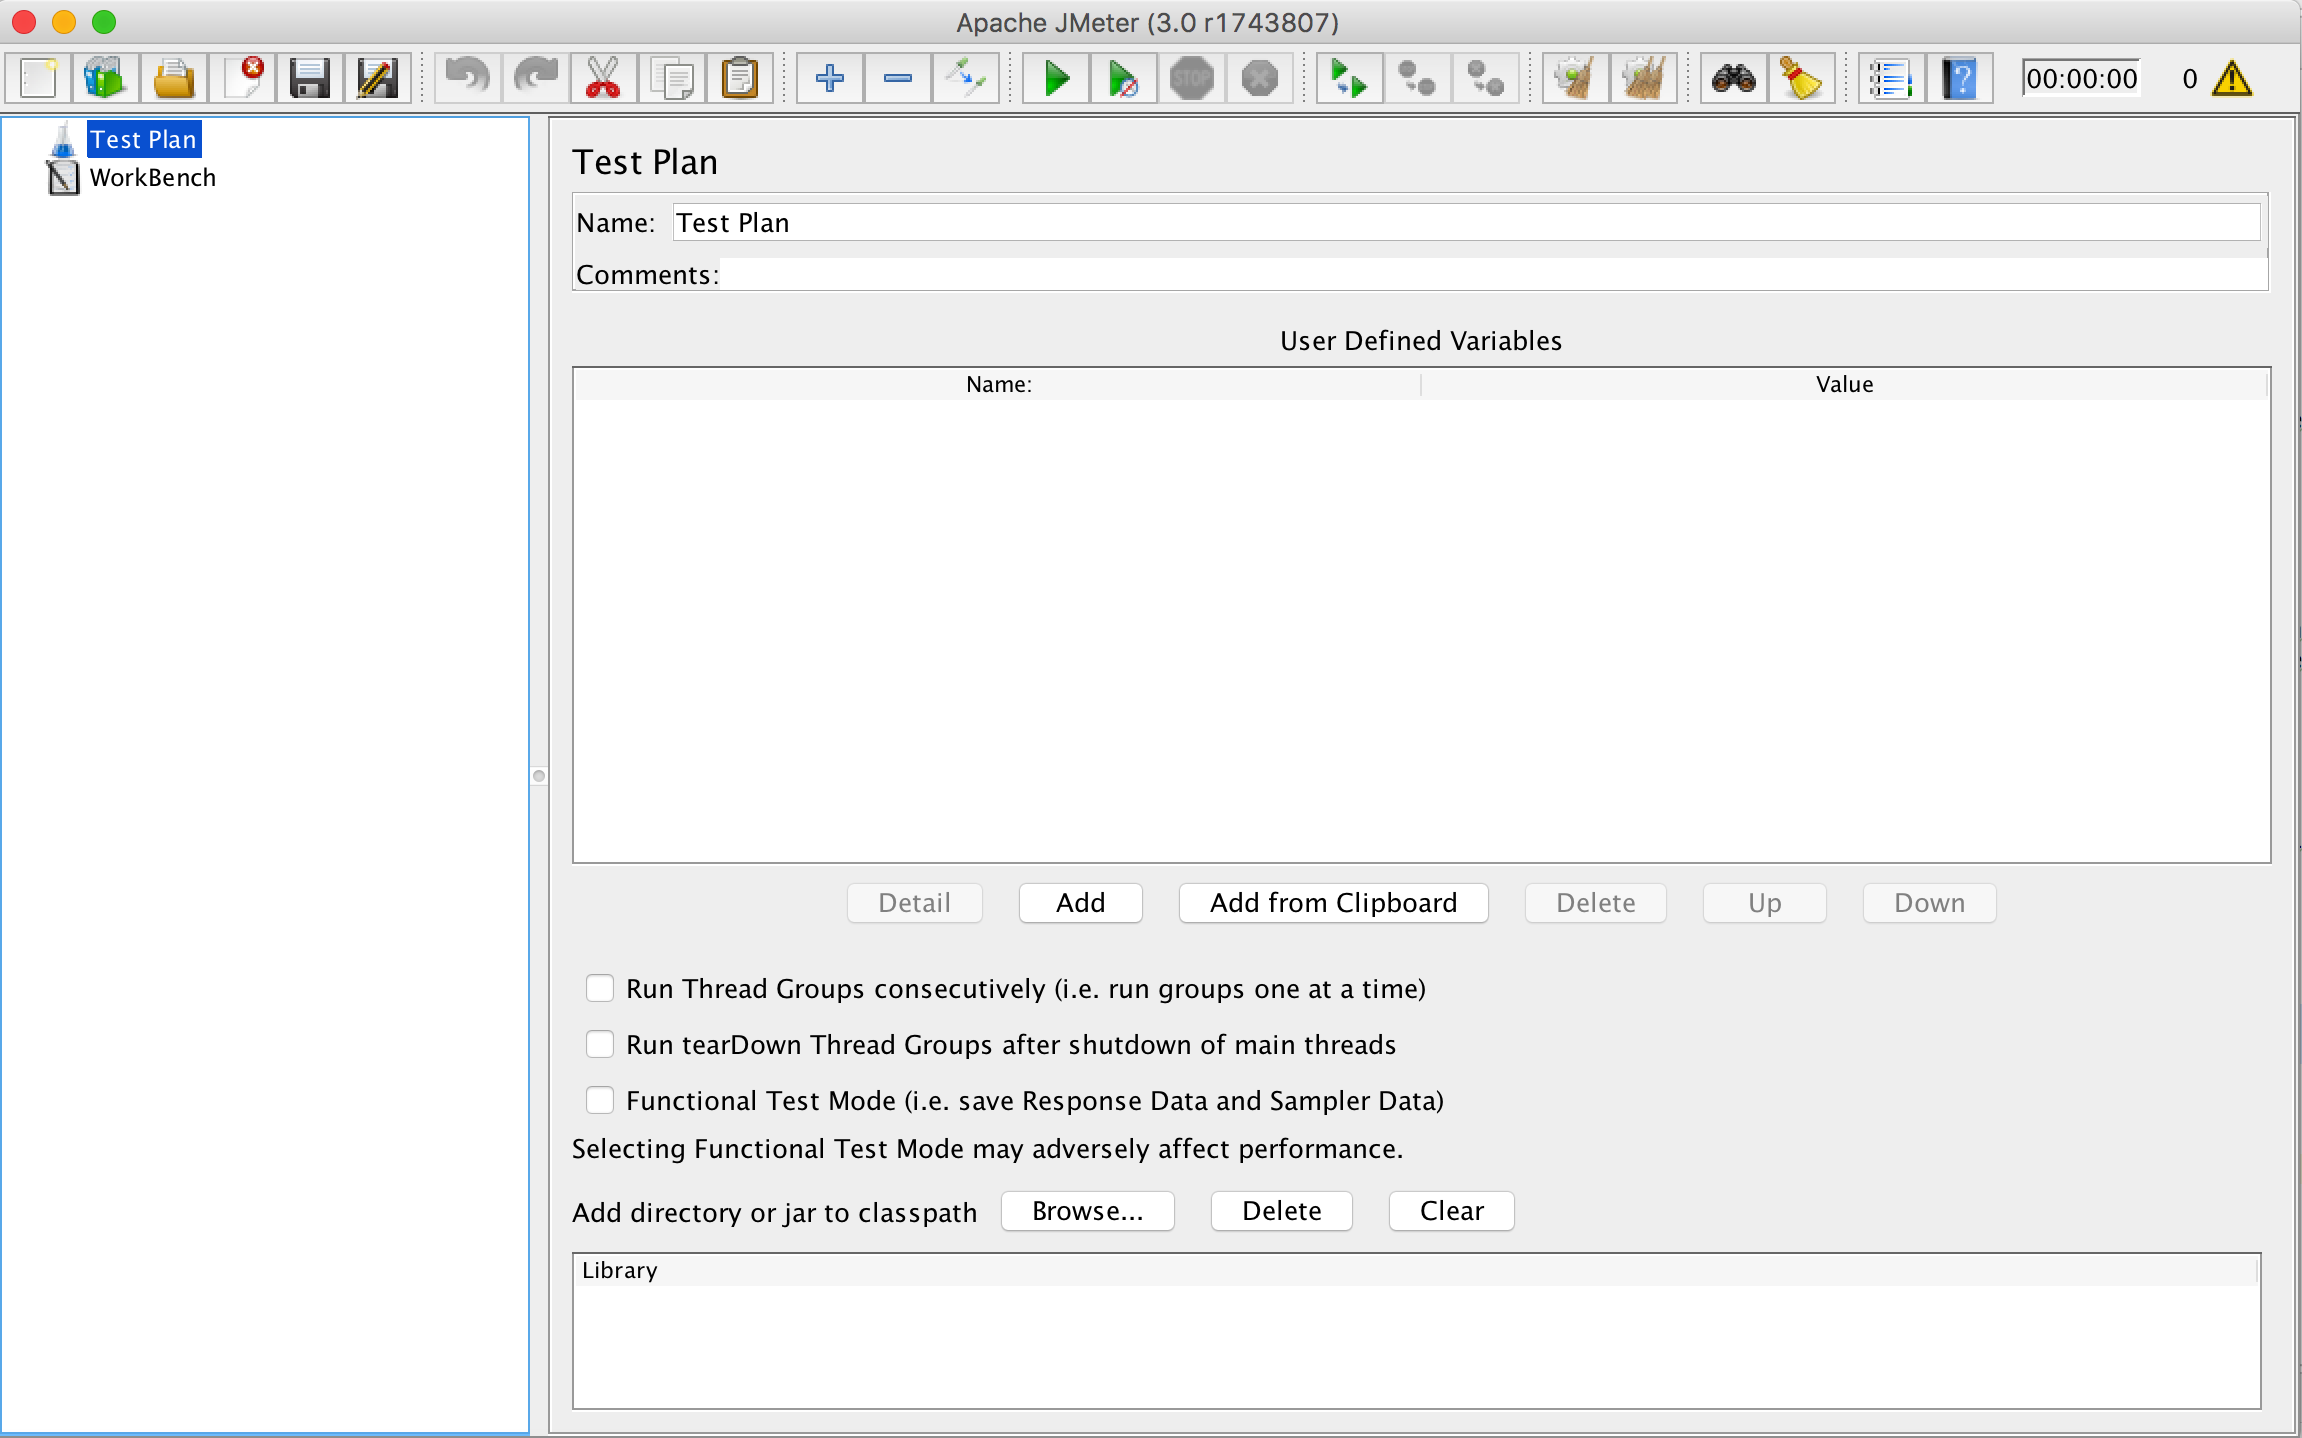 Apache JMeter (3.0 r1743807)
STOP
?
00:00:00
0
Test Plan
WorkBench
Test Plan
Name: Test Plan
Comments:
User Defined Variables
Name: Value
Detail Add Add from Clipboard Delete Up Down
Run Thread Groups consecutively (i.e. run groups one at a time)
Run tearDown Thread Groups after shutdown of main threads
Functional Test Mode (i.e. save Response Data and Sampler Data)
Selecting Functional Test Mode may adversely affect performance.
Add directory or jar to classpath Browse... Delete Clear
Library